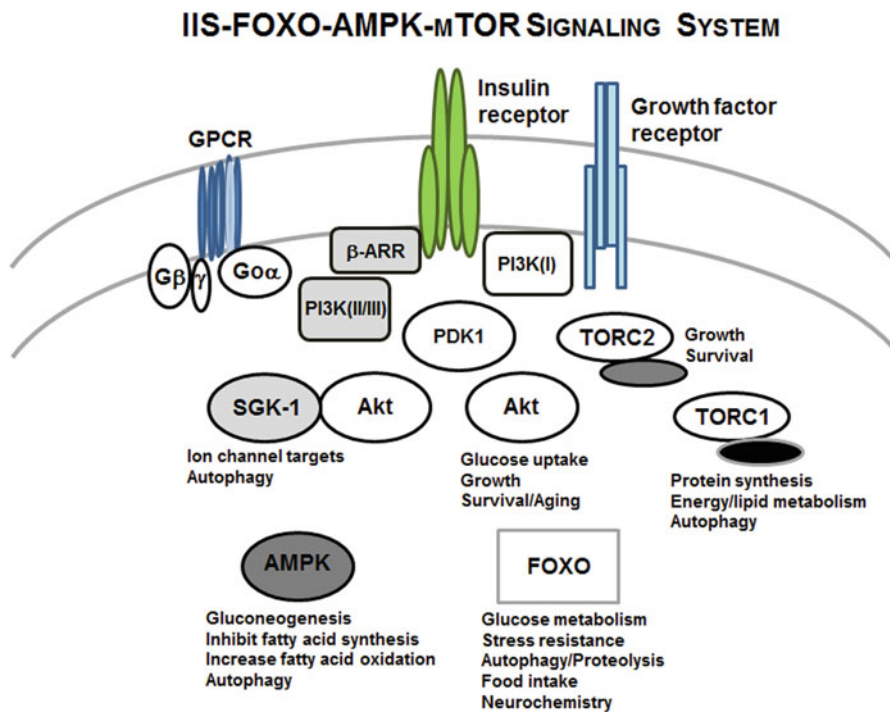 IIS-FOXO-AMPK-MTOR SIGNALING SYSTEM
Insulin
receptor
Growth factor
receptor
GPCR
Gβ
γ
Goα
β-ARR
PI3K(II/III)
PI3K(I)
PDK1
TORC2
Growth
Survival
SGK-1
Akt
Akt
TORC1
Ion channel targets
Autophagy
Glucose uptake
Growth
Survival/Aging
Protein synthesis
Energy/lipid metabolism
Autophagy
AMPK
FOXO
Gluconeogenesis
Inhibit fatty acid synthesis
Increase fatty acid oxidation
Autophagy
Glucose metabolism
Stress resistance
Autophagy/Proteolysis
Food intake
Neurochemistry